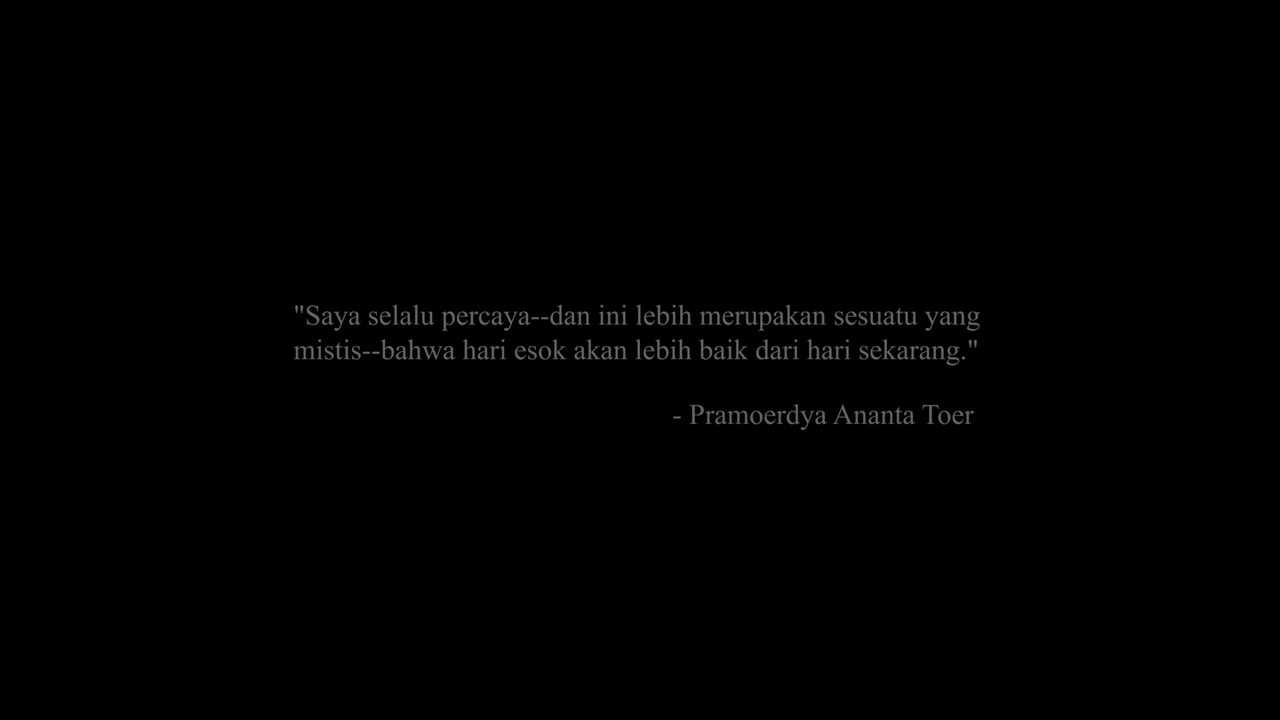 "Saya selalu percaya--dan ini lebih merupakan sesuatu yang
mistis--bahwa hari esok akan lebih baik dari hari sekarang."
- Pramoerdya Ananta Toer